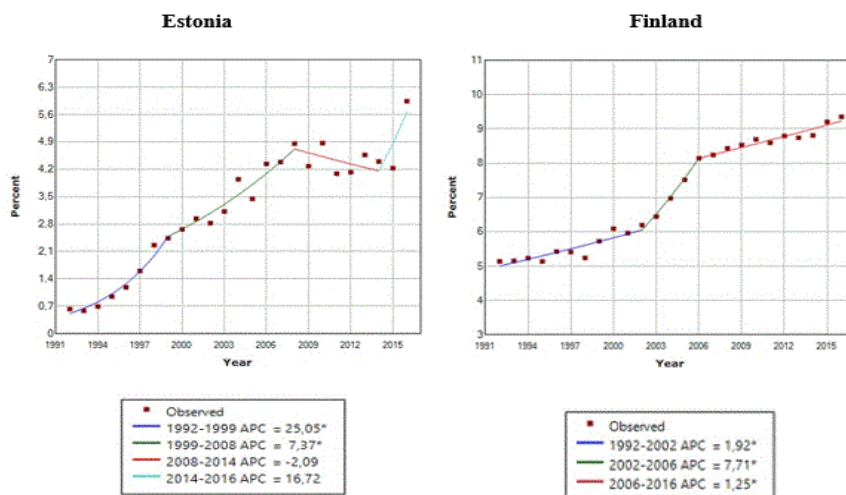 Estonia
Finland
7
6.3
5.6
4.9
4.2
3.5
2.8
2.1
1.4
0.7
0
Percent
1991 1994 1997 2000 2003 2006 2009 2012 2015
Year
Observed
1992-1999 APC = 25,05*
1999-2008 APC = 7,37*
2008-2014 APC = -2,09
2014-2016 APC = 16,72
11
10
9
8
7
6
5
4
3
Percent
1991 1994 1997 2000 2003 2006 2009 2012 2015
Year
Observed
1992-2002 APC = 1,92*
2002-2006 APC = 7,71*
2006-2016 APC = 1,25*